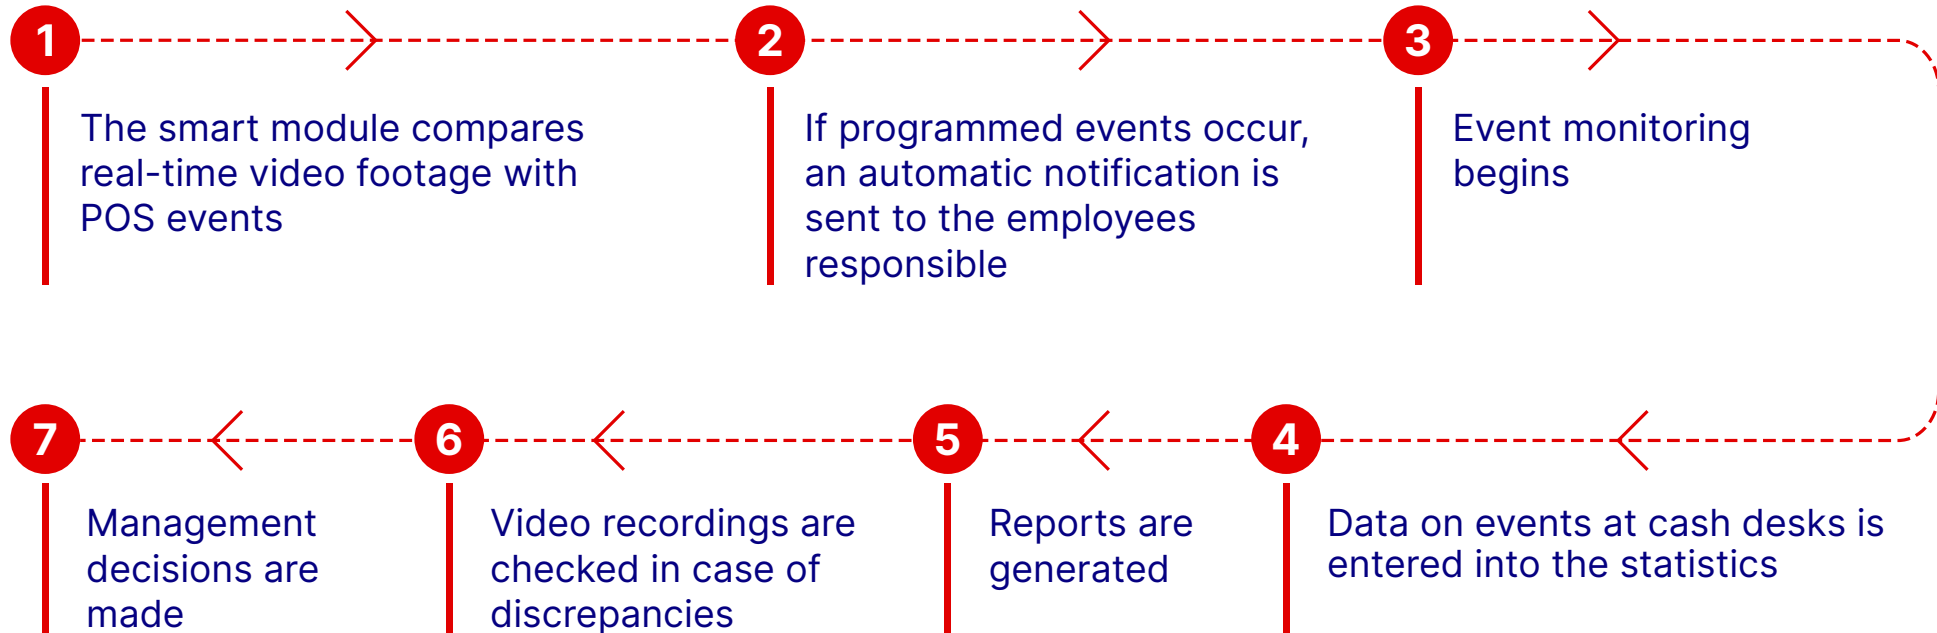 1
The smart module compares
real-time video footage with
POS events
2
If programmed events occur,
an automatic notification is
sent to the employees
responsible
3
Event monitoring
begins
4
Data on events at cash desks is
entered into the statistics
5
Reports are
generated
6
Video recordings are
checked in case of
discrepancies
7
Management
decisions are
made